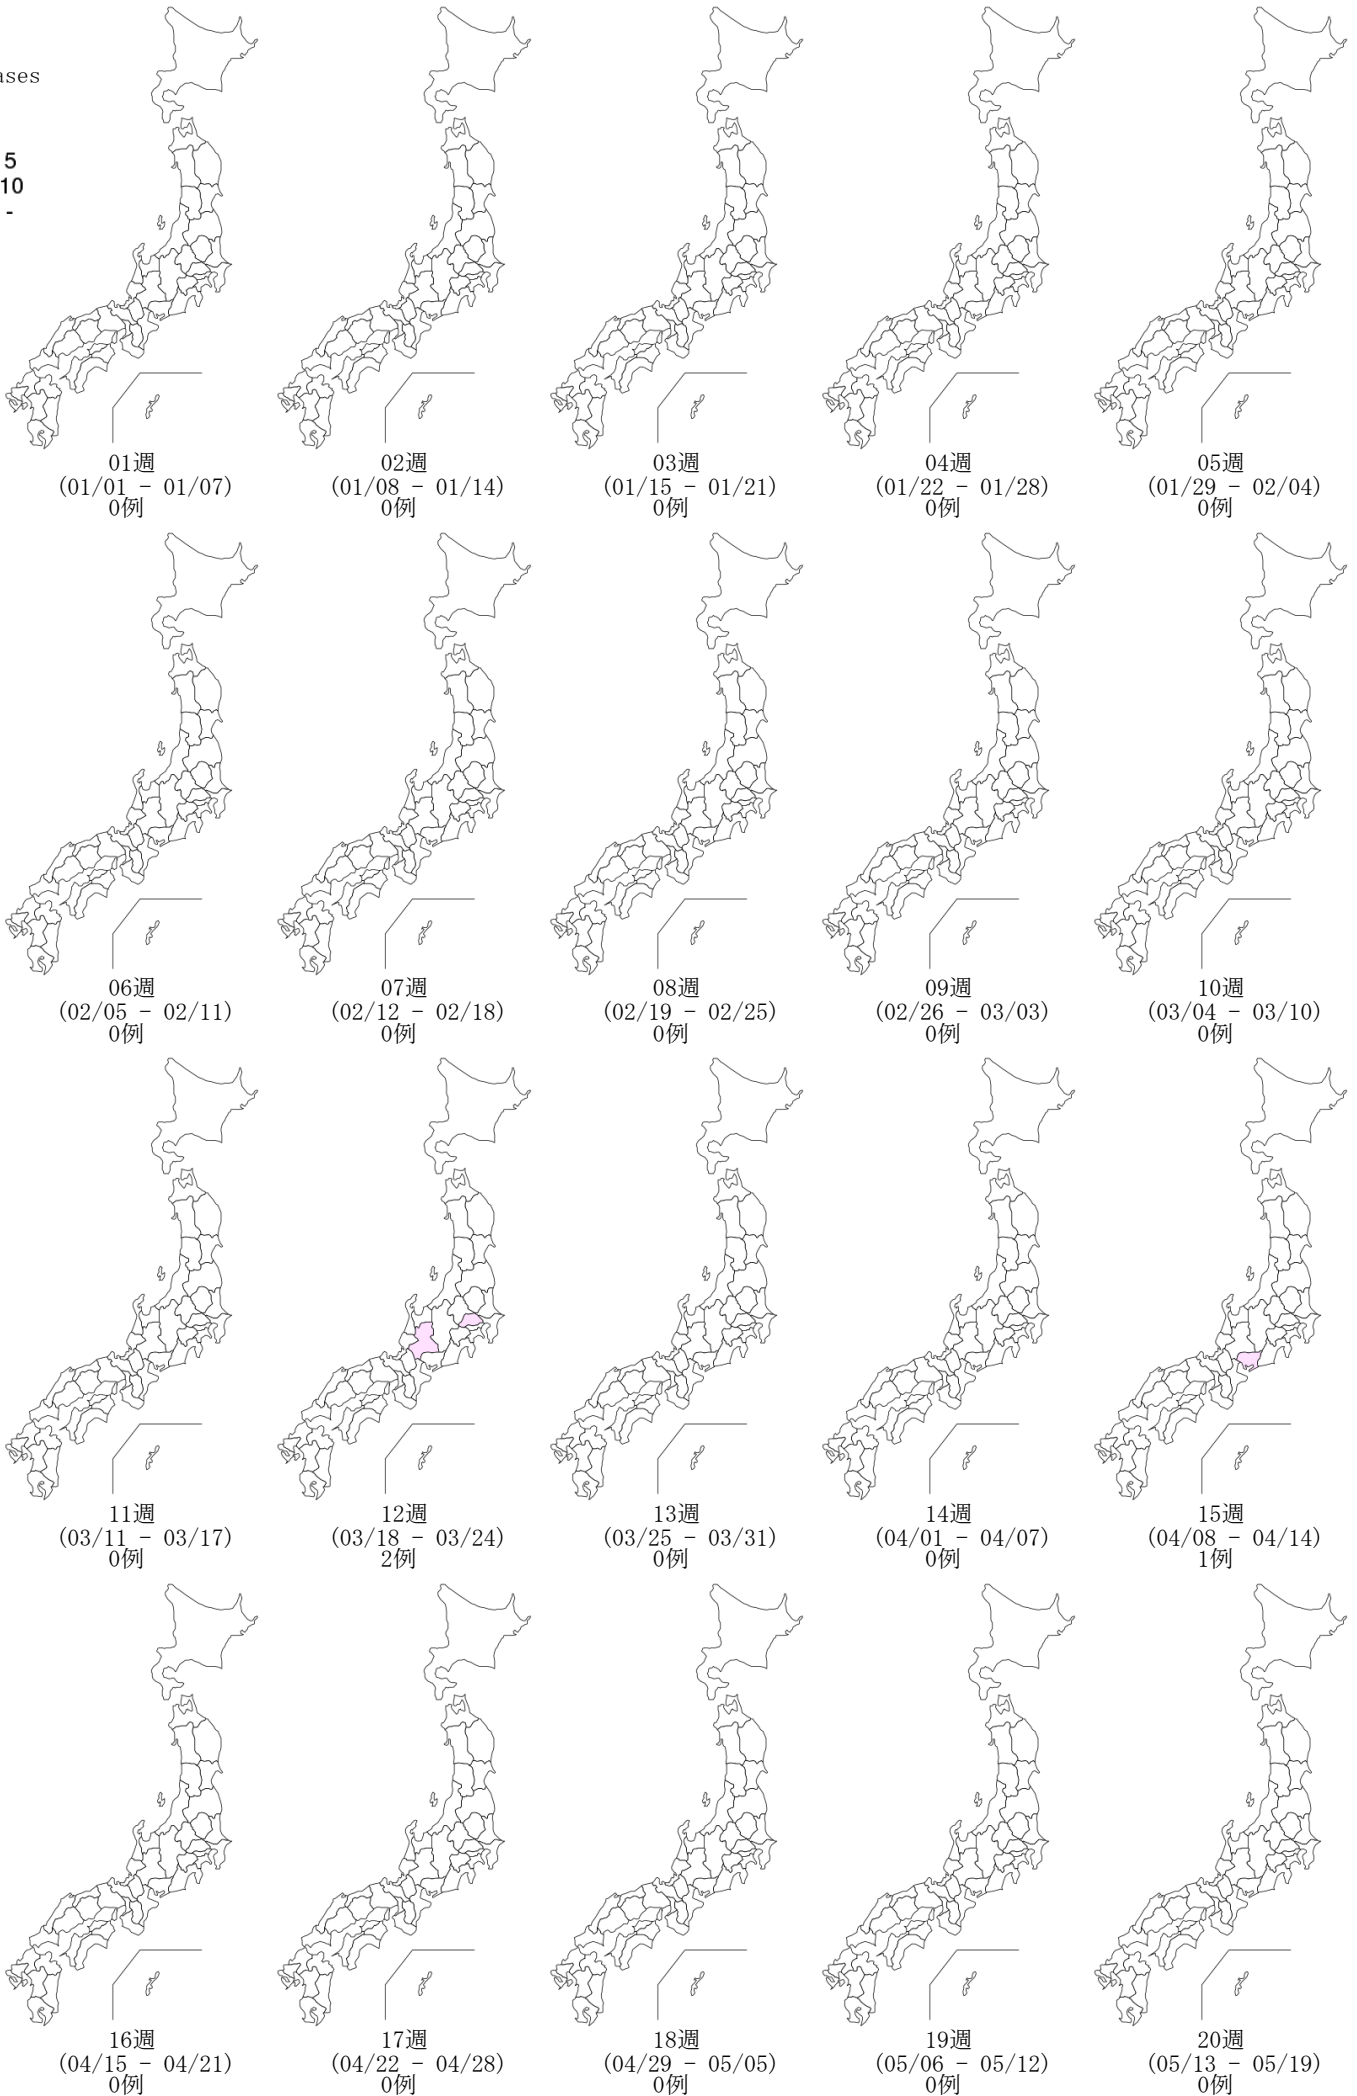 5
10
-
01週
(01/01 - 01/07)
0例
02週
(01/08 - 01/14)
0例
03週
(01/15 - 01/21)
0例
04週
(01/22 - 01/28)
0例
05週
(01/29 - 02/04)
0例
06週
(02/05 - 02/11)
0例
07週
(02/12 - 02/18)
0例
08週
(02/19 - 02/25)
0例
09週
(02/26 - 03/03)
0例
10週
(03/04 - 03/10)
0例
11週
(03/11 - 03/17)
0例
12週
(03/18 - 03/24)
2例
13週
(03/25 - 03/31)
0例
14週
(04/01 - 04/07)
0例
15週
(04/08 - 04/14)
1例
16週
(04/15 - 04/21)
0例
17週
(04/22 - 04/28)
0例
18週
(04/29 - 05/05)
0例
19週
(05/06 - 05/12)
0例
20週
(05/13 - 05/19)
0例